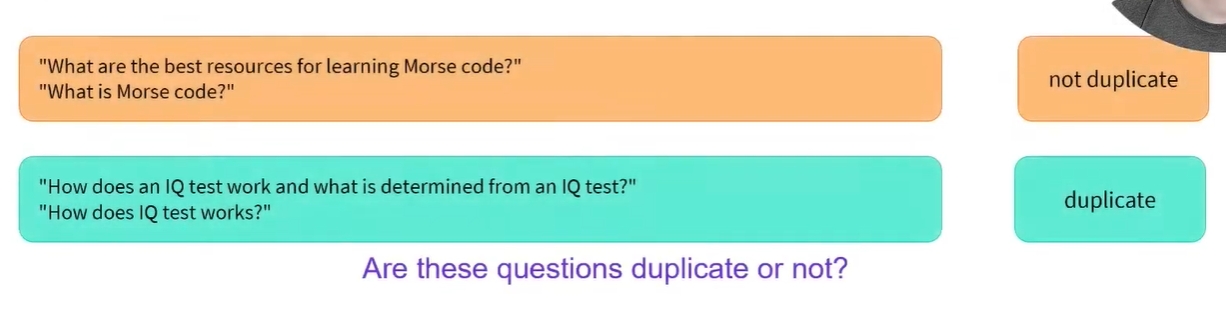 "What are the best resources for learning Morse code?"
"What is Morse code?"
not duplicate
"How does an IQ test work and what is determined from an IQ test?"
"How does IQ test works?"
duplicate
Are these questions duplicate or not?